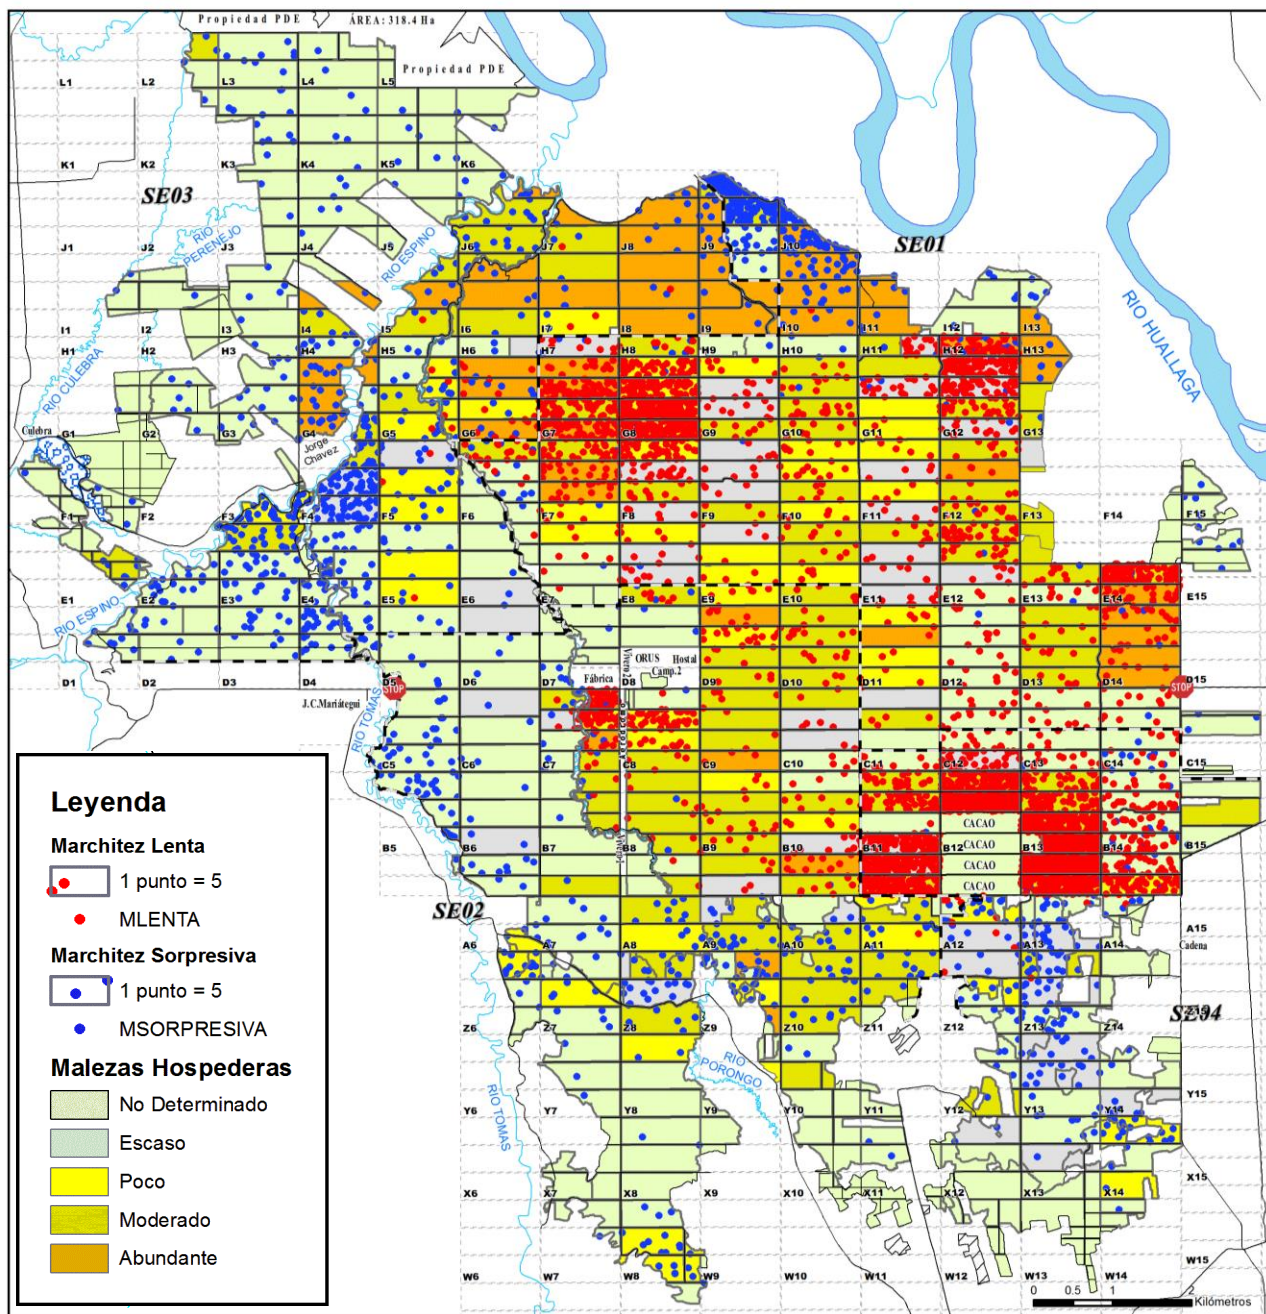 Propiedad PDE
ÁREA: 318.4 Ha
Propiedad PDE
L1
L2
L3
L4
L5
K1
K2
K3
K4
K5
K6
SE03
RIO PERENEJO
RIO ESPINO
SE01
J1
J2
J3
J4
J5
J6
J7
J8
J9
J10
RIO HUALLAGA
I1
I2
I3
I4
I5
I6
I7
I8
I9
I10
I11
I12
I13
H1
H2
H3
H4
H5
H6
H7
H8
H9
H10
H11
H12
H13
RIO CULEBRA
Culebra
G1
G2
G3
G4
G5
G6
G7
G8
G9
G10
G11
G12
G13
Jorge Chavez
F1
F2
F3
F4
F5
F6
F7
F8
F9
F10
F11
F12
F13
F14
F15
RIO ESPINO
E1
E2
E3
E4
E5
E6
E7
E8
E9
E10
E11
E12
E13
E14
E15
Vivero 2
ORUS Hostal
Camp.2
Fábrica
D1
D2
D3
D4
D5
D6
D7
D8
D9
D10
D11
D12
D13
D14
D15
STOP
STOP
J.C.Mariátegui
RIO TOMAS
C5
C6
C7
C8
C9
C10
C11
C12
C13
C14
C15
CACAO
CACAO
CACAO
B5
B6
B7
B8
B9
B10
B11
B12
B13
B14
B15
Vivero 1
SE02
A6
A7
A8
A9
A10
A11
A12
A13
A14
A15
Cadena
SE04
Z6
Z7
Z8
Z9
Z10
Z11
Z12
Z13
Z14
RIO PORONGO
RIO TOMAS
Y6
Y7
Y8
Y9
Y10
Y11
Y12
Y13
Y14
Y15
X6
X7
X8
X9
X10
X11
X12
X13
X14
X15
W6
W7
W8
W9
W10
W11
W12
W13
W14
W15
Leyenda
Marchitez Lenta
1 punto = 5
MLENTA
Marchitez Sorpresiva
1 punto = 5
MSORPRESIVA
Malezas Hospederas
No Determinado
Escaso
Poco
Moderado
Abundante
0 0.5 1 2
Kilómetros